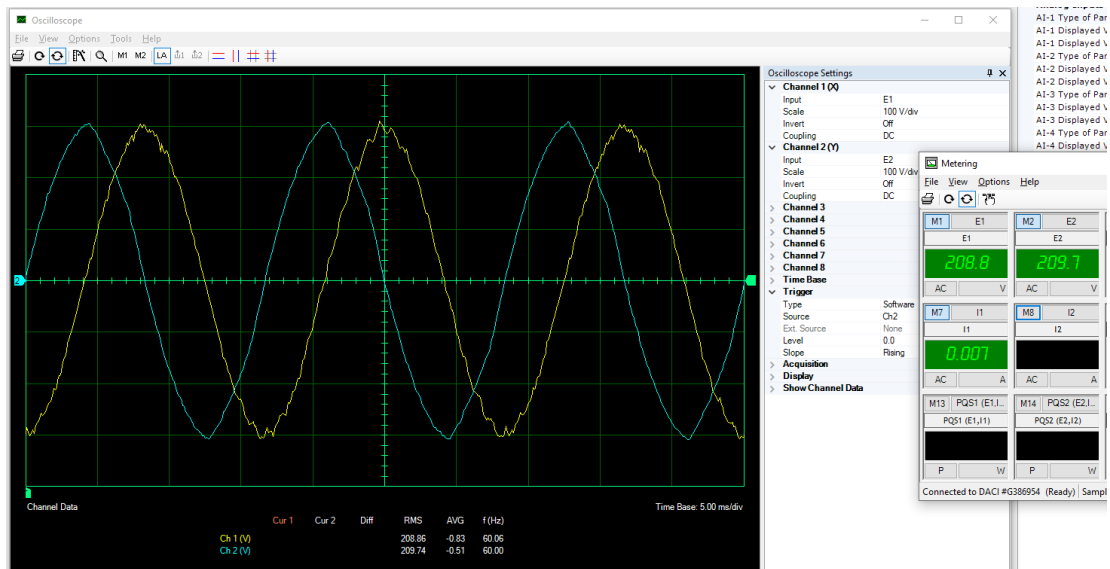 Oscilloscope
File View Options Tools Help
M1 M2 LA 1 2
Oscilloscope Settings
Channel 1 (X)
Input E1
Scale 100 V/div
Invert Off
Coupling DC
Channel 2 (Y)
Input E2
Scale 100 V/div
Invert Off
Coupling DC
Channel 3
Channel 4
Channel 5
Channel 6
Channel 7
Channel 8
Time Base
Trigger
Type Software
Source Ch2
Ext. Source None
Level 0.0
Slope Rising
Acquisition
Display
Show Channel Data
2
Channel Data
Time Base: 5.00 ms/div
Cur 1 Cur 2 Diff RMS AVG f (Hz)
Ch 1 (V) 208.86 -0.83 60.06
Ch 2 (V) 209.74 -0.51 60.00
Analog Inputs
AI-1 Type of Par
AI-1 Displayed V
AI-1 Displayed V
AI-2 Type of Par
AI-2 Displayed V
AI-2 Displayed V
AI-3 Type of Par
AI-3 Displayed V
AI-3 Displayed V
AI-4 Type of Par
AI-4 Displayed V
Metering
File View Options Help
M1 E1 M2 E2
E1 E2
208.8 209.7
AC V AC V
M7 I1 M8 I2
I1 I2
0.007
AC A AC A
M13 PQS1 (E1,I... M14 PQS2 (E2,I...
PQS1 (E1,I1) PQS2 (E2,I2)
P W P W
Connected to DACI #G386954 (Ready) Sampl